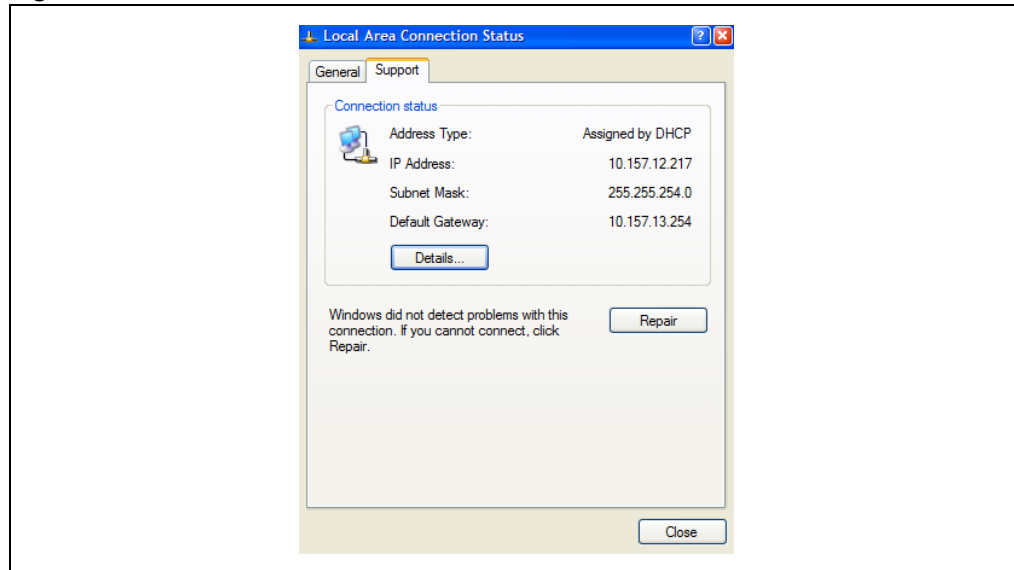 Local Area Connection Status
General Support
Connection status
Address Type: Assigned by DHCP
IP Address: 10.157.12.217
Subnet Mask: 255.255.254.0
Default Gateway: 10.157.13.254
Details...
Windows did not detect problems with this
connection. If you cannot connect, click
Repair.
Repair
Close